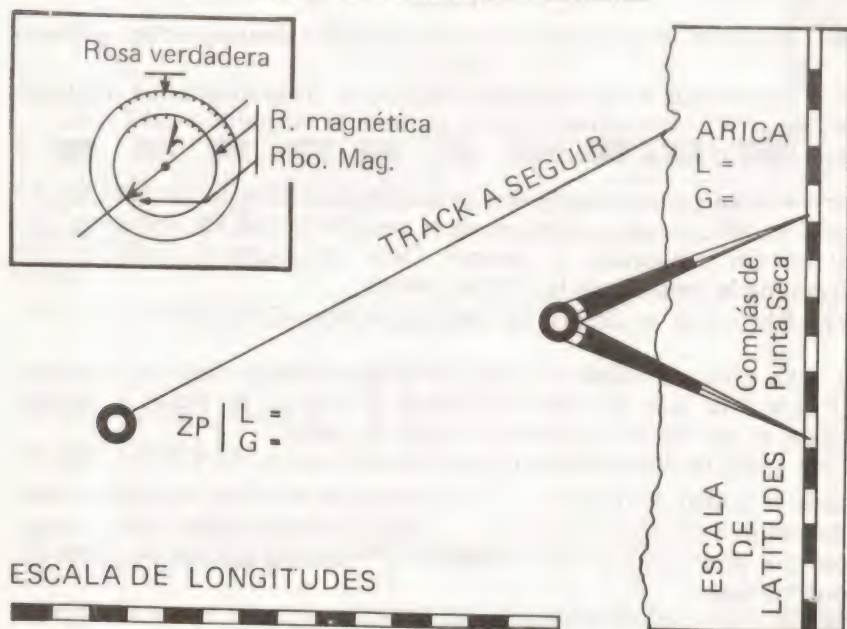 Rosa verdadera
R. magnética
Rbo. Mag.
TRACK A SEGUIR
ARICA
L =
G =
Compás de
Punta Seca
ZP
L =
G =
ESCALA
DE
LATITUDES
ESCALA DE LONGITUDES